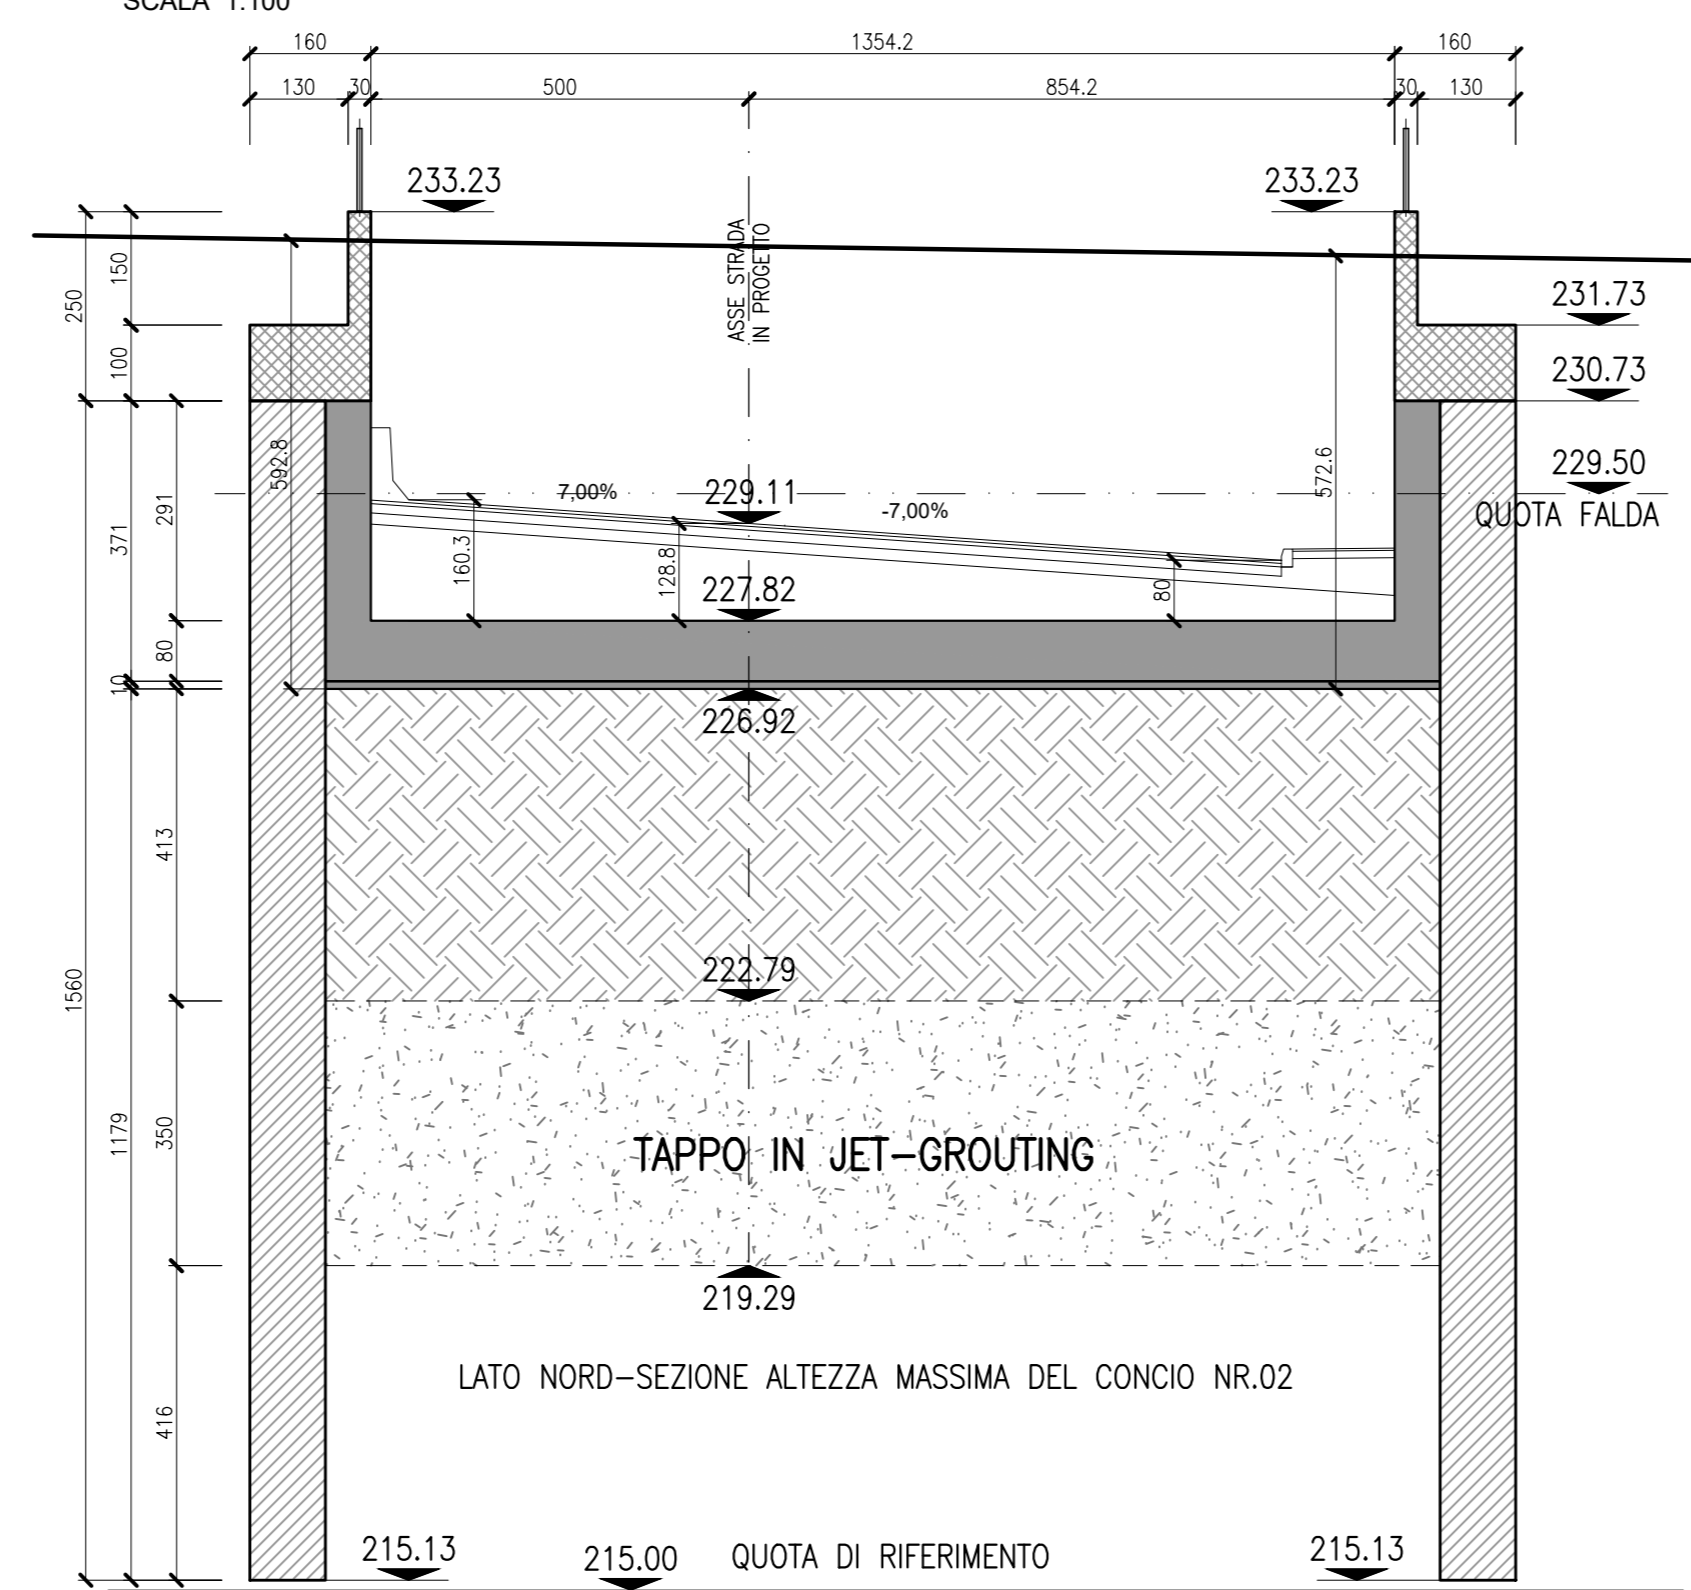 SCALA 1:100
160 1354.2 160
130 30 500 854.2 30 130
233.23 233.23
ASSE STRADA
IN PROGETTO
250 150 100
231.73
230.73
592.8
572.6
229.50
QUOTA FALDA
7,00%
229.11
-7,00%
371 291
160.3
128.8
80
227.82
80
10
226.92
413
222.79
1560
1179
350
TAPPO IN JET-GROUTING
219.29
LATO NORD-SEZIONE ALTEZZA MASSIMA DEL CONCIO NR.02
416
215.13 215.00 QUOTA DI RIFERIMENTO 215.13